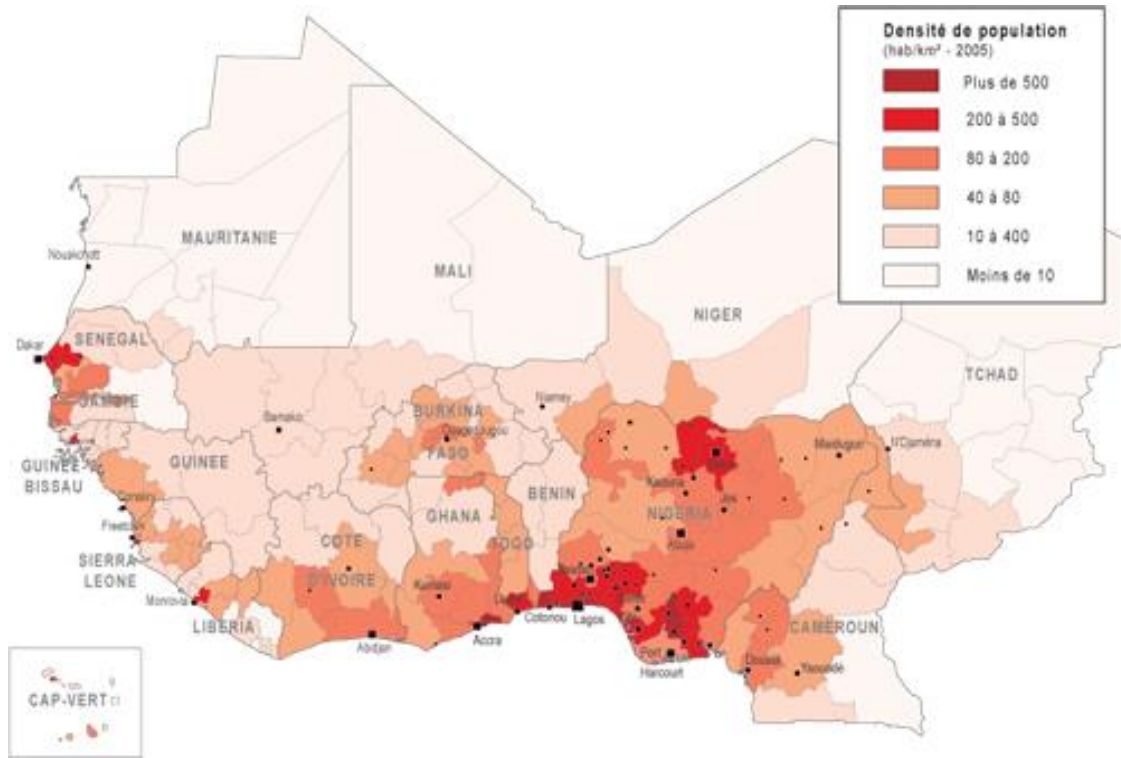 Densité de population
(hab/km² - 2005)
Plus de 500
200 à 500
80 à 200
40 à 80
10 à 400
Moins de 10
MAURITANIE
Nouakchott
MALI
NIGER
TCHAD
SENEGAL
Dakar
GAMBIE
Bamako
BURKINA
Ouagadougou
FASO
Niamey
Maiduguri
N'Djaména
GUINEE
GUINEE-
BISSAU
Conakry
Freetown
SIERRA
LEONE
Monrovia
LIBERIA
COTE
D'IVOIRE
Abidjan
GHANA
Kumasi
Accra
TOGO
BENIN
Cotonou
Lagos
Kaduna
Jos
NIGERIA
Abuja
Port
Harcourt
CAMEROUN
Douala
Yaoundé
CAP-VERT